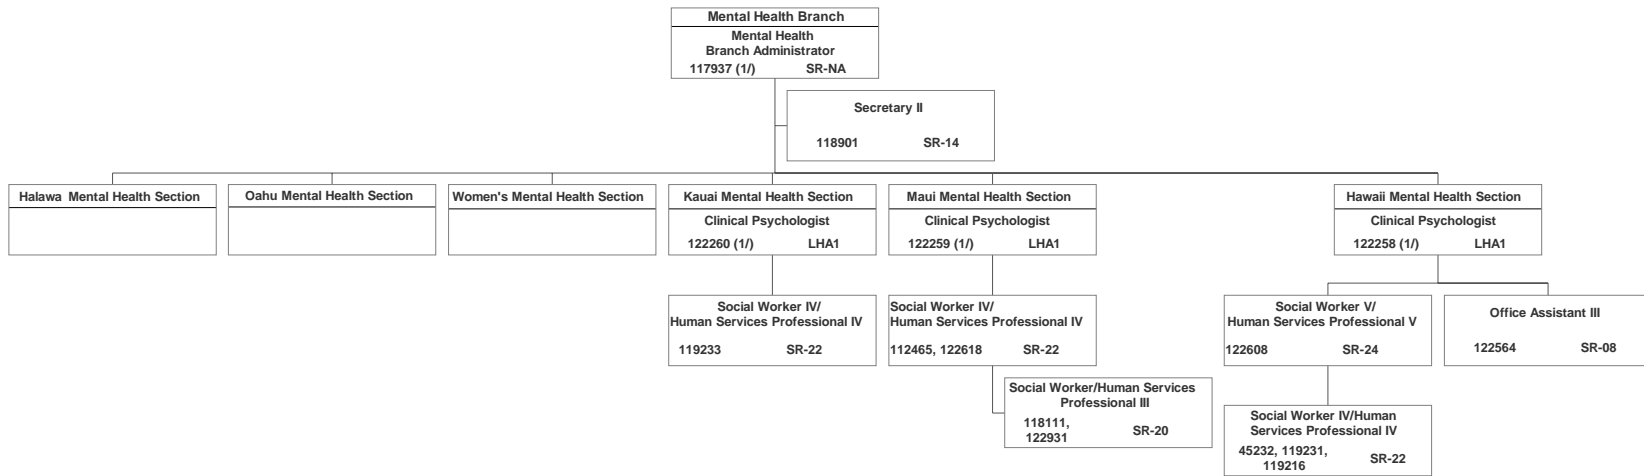 Mental Health Branch
Mental Health
Branch Administrator
117937 (1/) SR-NA
Secretary II
118901 SR-14
Halawa Mental Health Section
Oahu Mental Health Section
Women's Mental Health Section
Kauai Mental Health Section
Clinical Psychologist
122260 (1/) LHA1
Maui Mental Health Section
Clinical Psychologist
122259 (1/) LHA1
Hawaii Mental Health Section
Clinical Psychologist
122258 (1/) LHA1
Social Worker IV/
Human Services Professional IV
119233 SR-22
Social Worker IV/
Human Services Professional IV
112465, 122618 SR-22
Social Worker V/
Human Services Professional V
122608 SR-24
Office Assistant III
122564 SR-08
Social Worker/Human Services
Professional III
118111,
122931 SR-20
Social Worker IV/Human
Services Professional IV
45232, 119231,
119216 SR-22